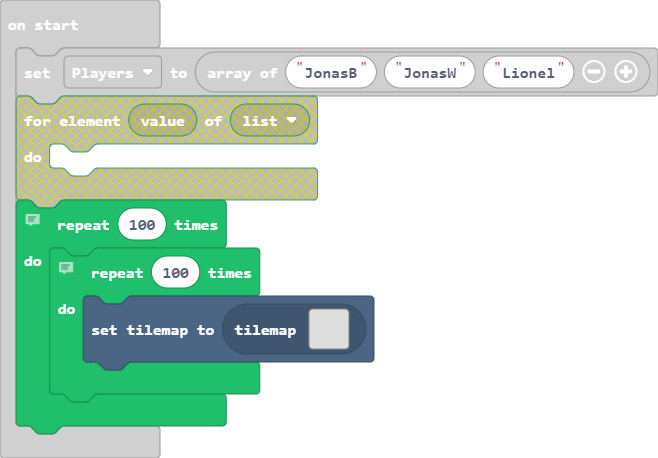 on start
set Players to array of "JonasB" "JonasW" "Lionel"
for element value of list
do
repeat 100 times
do
repeat 100 times
do
set tilemap to tilemap